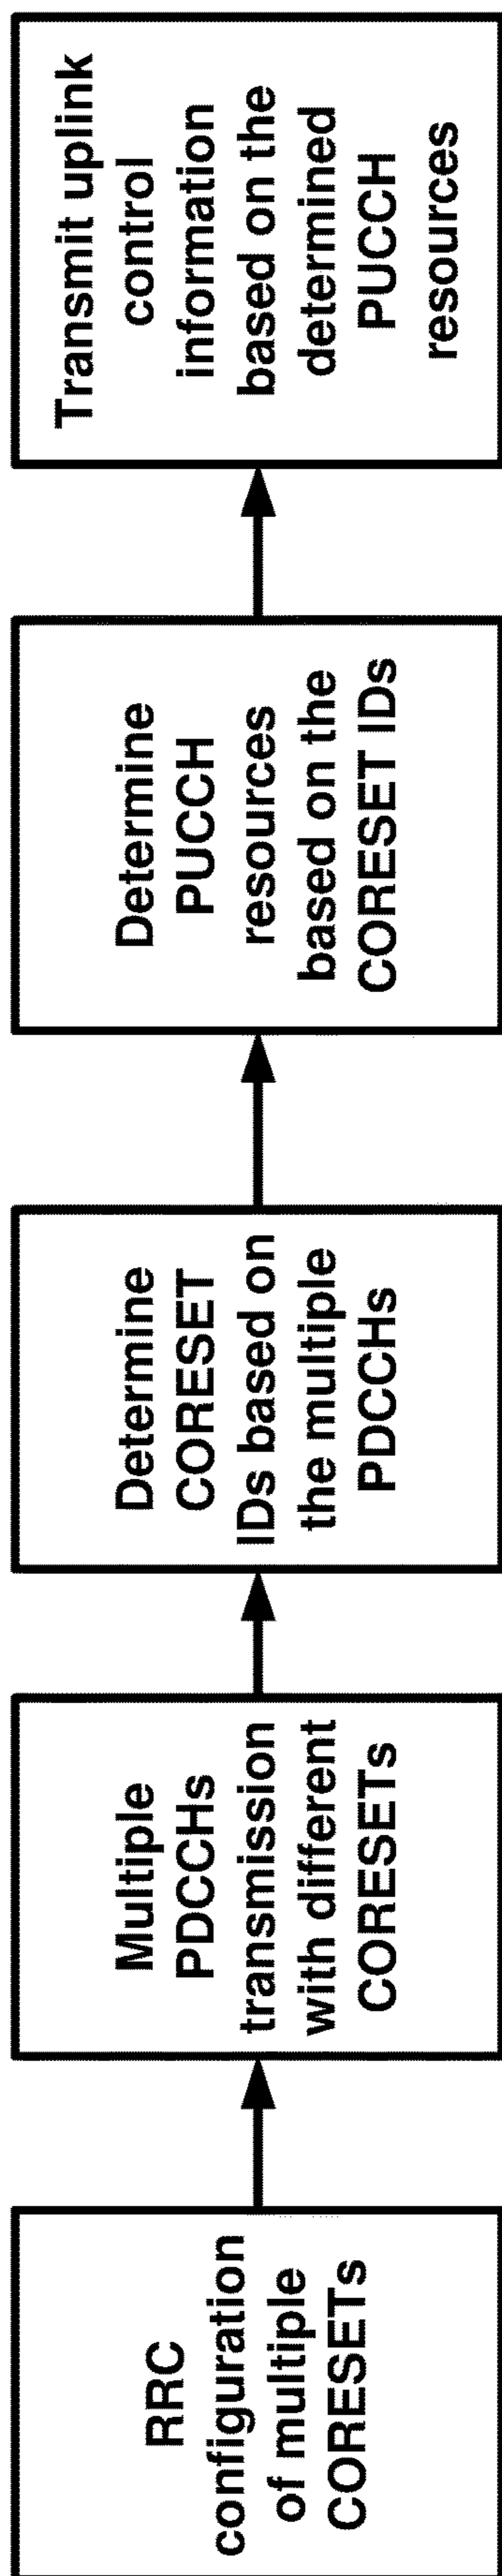 RRC
configuration
of multiple
CORESETs
Multiple
PDCCHs
transmission
with different
CORESETs
Determine
CORESET
IDs based on
the multiple
PDCCHs
Determine
PUCCH
resources
based on the
CORESET IDs
Transmit uplink
control
information
based on the
determined
PUCCH
resources